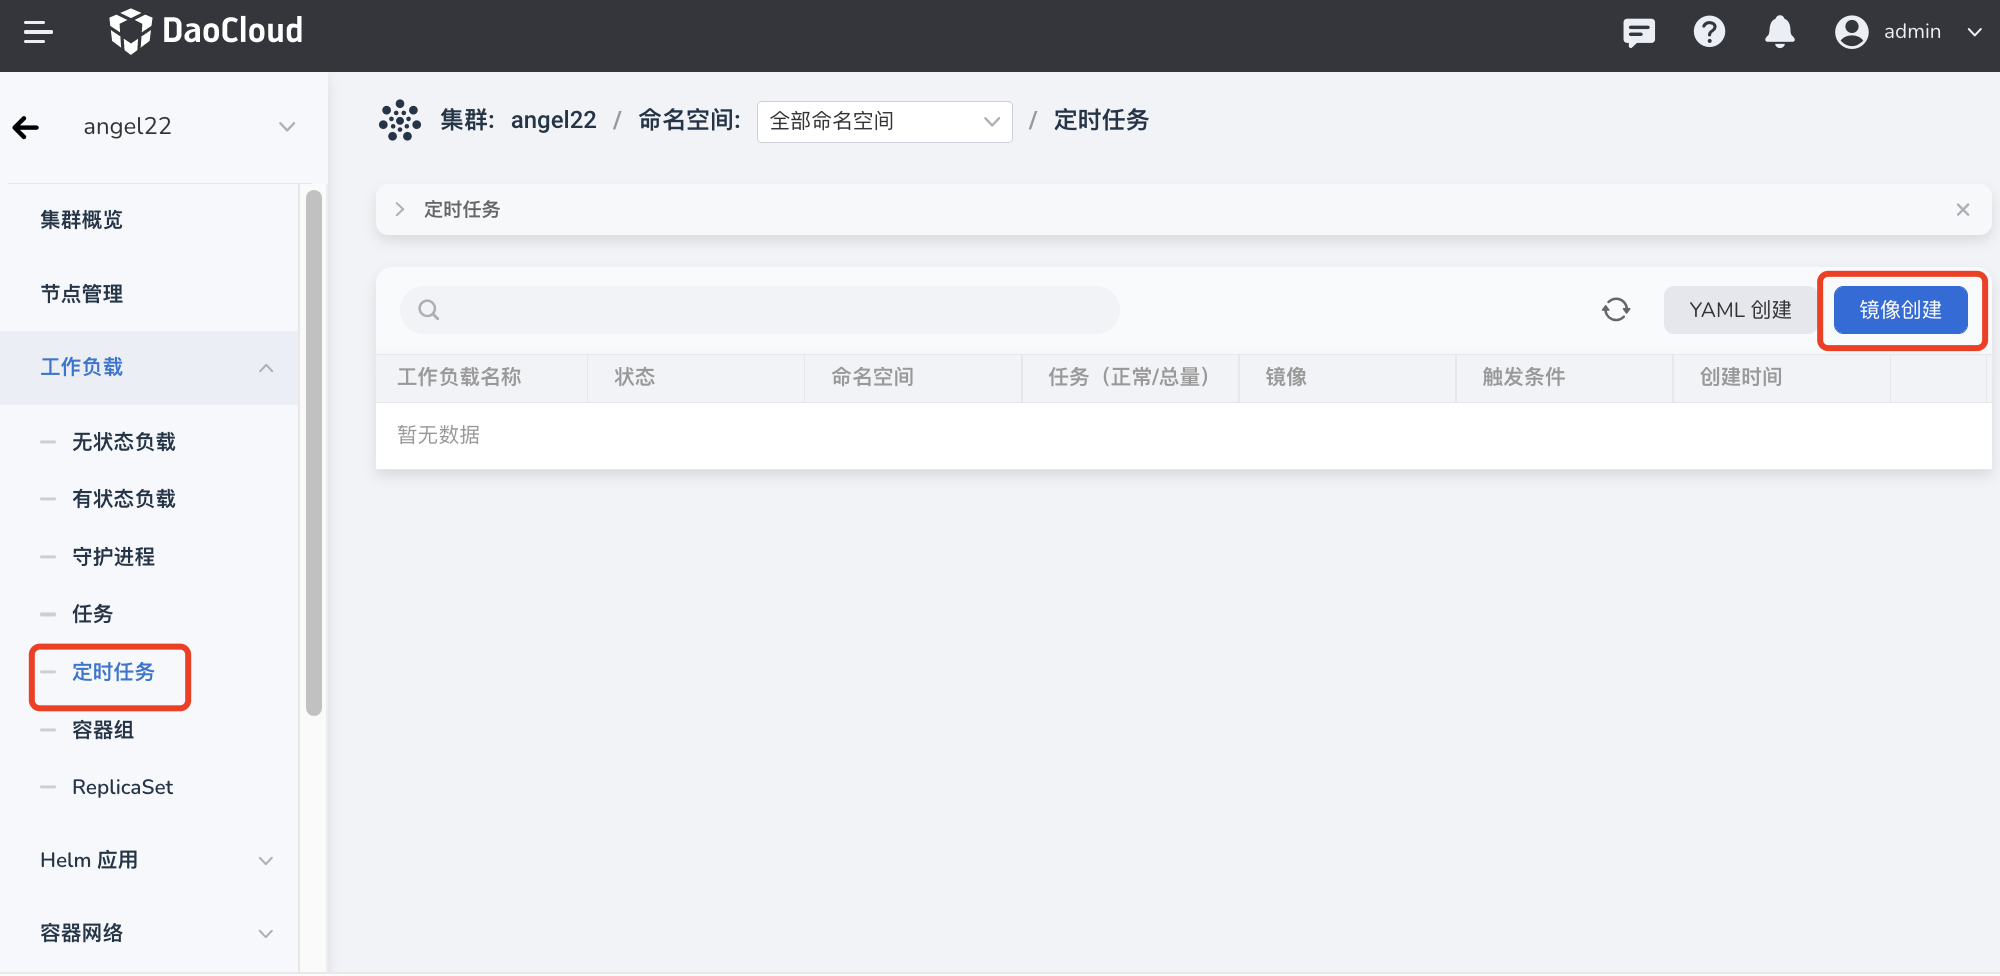 DaoCloud
admin
angel22
集群: angel22 / 命名空间: 全部命名空间 / 定时任务
集群概览
节点管理
工作负载
无状态负载
有状态负载
守护进程
任务
定时任务
容器组
ReplicaSet
Helm 应用
容器网络
定时任务
YAML 创建 镜像创建
工作负载名称 状态 命名空间 任务（正常/总量） 镜像 触发条件 创建时间
暂无数据